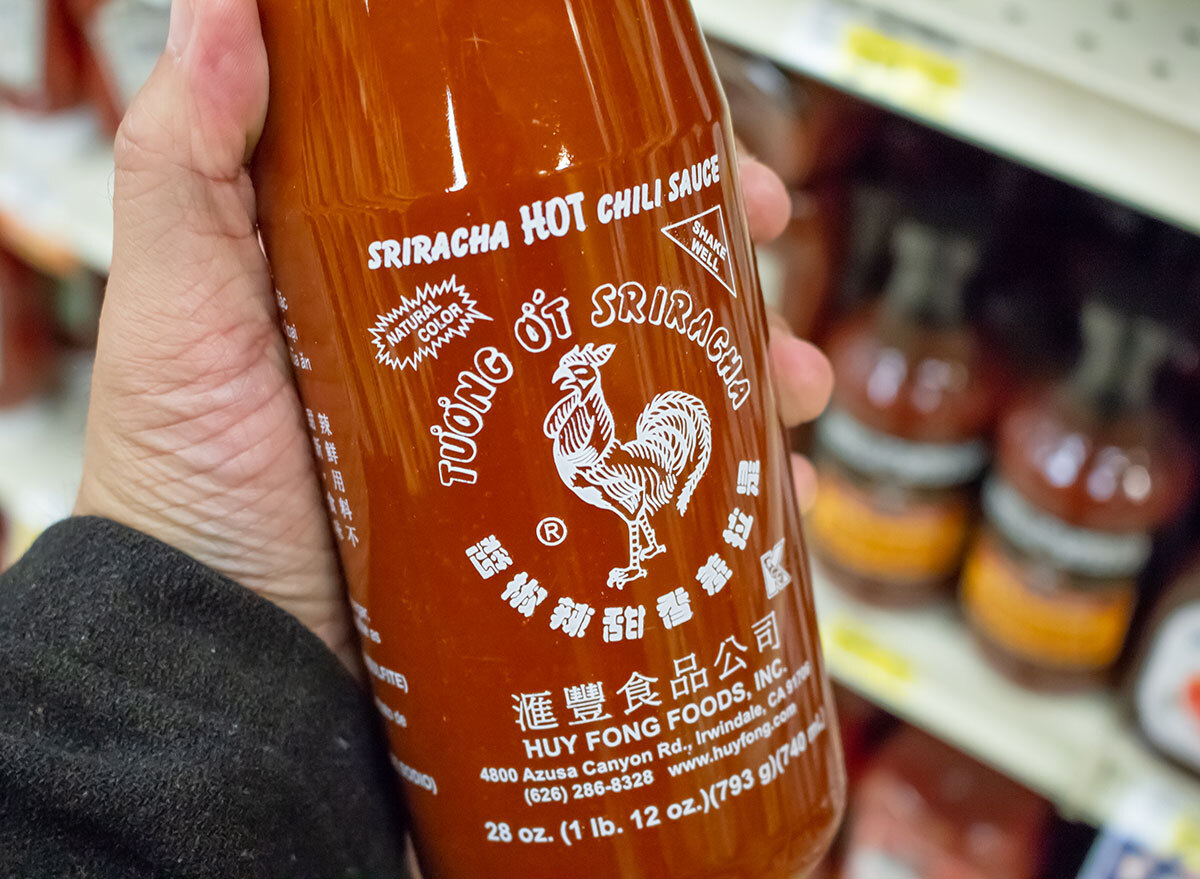 SRIRACHA HOT CHILI SAUCE
SHAKE
WELL
NATURAL
COLOR
TƯƠNG ỚT SRIRACHA
®
K
滙豐食品公司
HUY FONG FOODS, INC.
4800 Azusa Canyon Rd., Irwindale, CA 91706
(626) 286-8328 www.huyfong.com
28 oz. (1 lb. 12 oz.)(793 g)(740 mL)